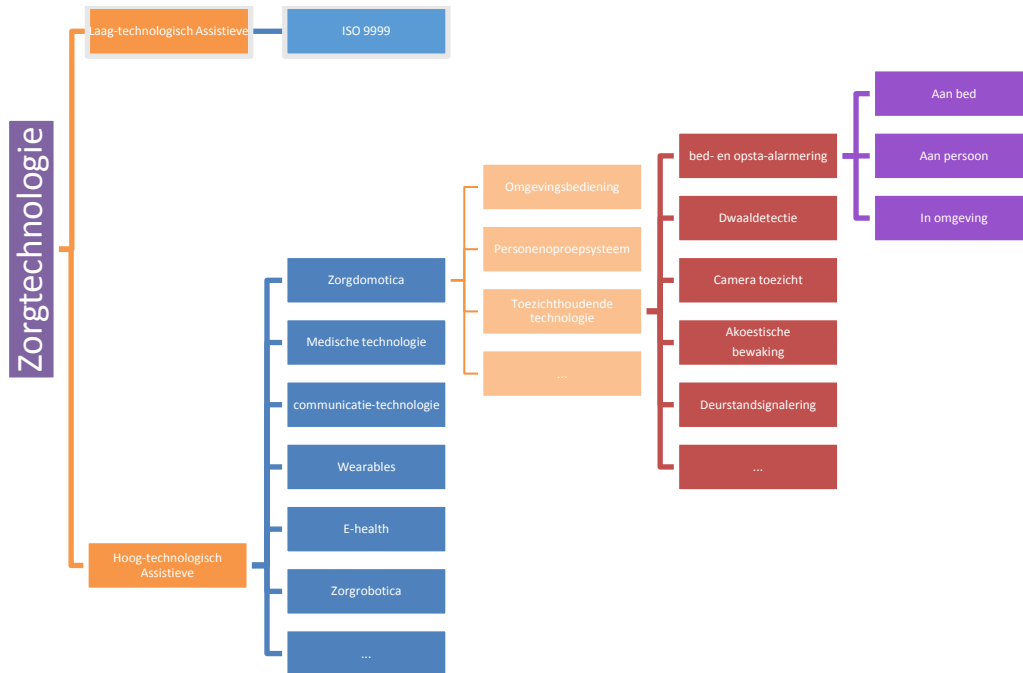 Zorgtechnologie
Laag-technologisch Assistieve
ISO 9999
Hoog-technologisch
Assistieve
Zorgdomotica
Medische technologie
communicatie-technologie
Wearables
E-health
Zorgrobotica
...
Omgevingsbediening
Personenoproepsysteem
Toezichthoudende
technologie
...
bed- en opsta-alarmering
Dwaaldetectie
Camera toezicht
Akoestische
bewaking
Deurstandsignalering
...
Aan bed
Aan persoon
In omgeving